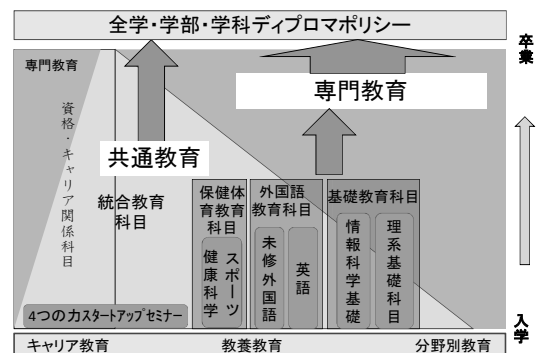 全学・学部・学科ディプロマポリシー
卒業
専門教育
専門教育
資格・キャリア関係科目
共通教育
統合教育
科目
保健体
育教育
科目
外国語
教育科目
基礎教育科目
健康科学
スポーツ
未修外国語
英語
情報科学基礎
理系基礎科目
4つの力スタートアップセミナー
入学
キャリア教育
教養教育
分野別教育